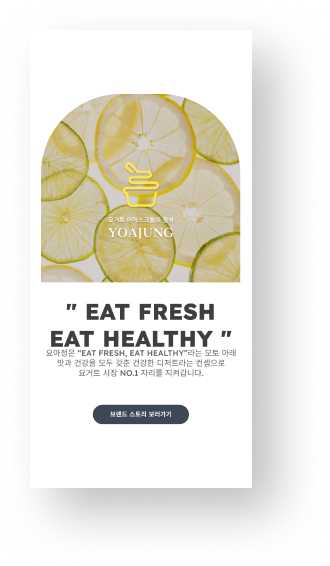 요거트 아이스크림의 정석
YOAJUNG
" EAT FRESH
EAT HEALTHY "
요아정은 “EAT FRESH, EAT HEALTHY”라는 모토 아래
맛과 건강을 모두 갖춘 건강한 디저트라는 컨셉으로
요거트 시장 NO.1 자리를 지켜갑니다.
브랜드 스토리 보러가기